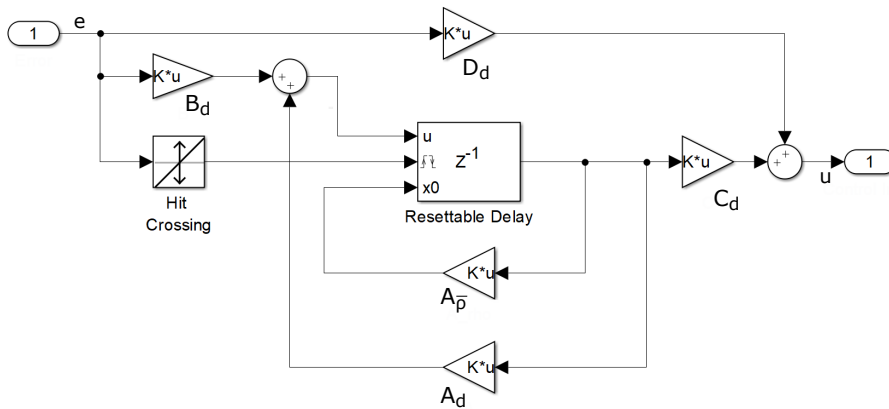 1
e
K*u
D_d
K*u
B_d
+
+
u
Z⁻¹
x0
Resettable Delay
Hit
Crossing
K*u
C_d
+
+
u
1
K*u
A_ρ̅
K*u
A_d